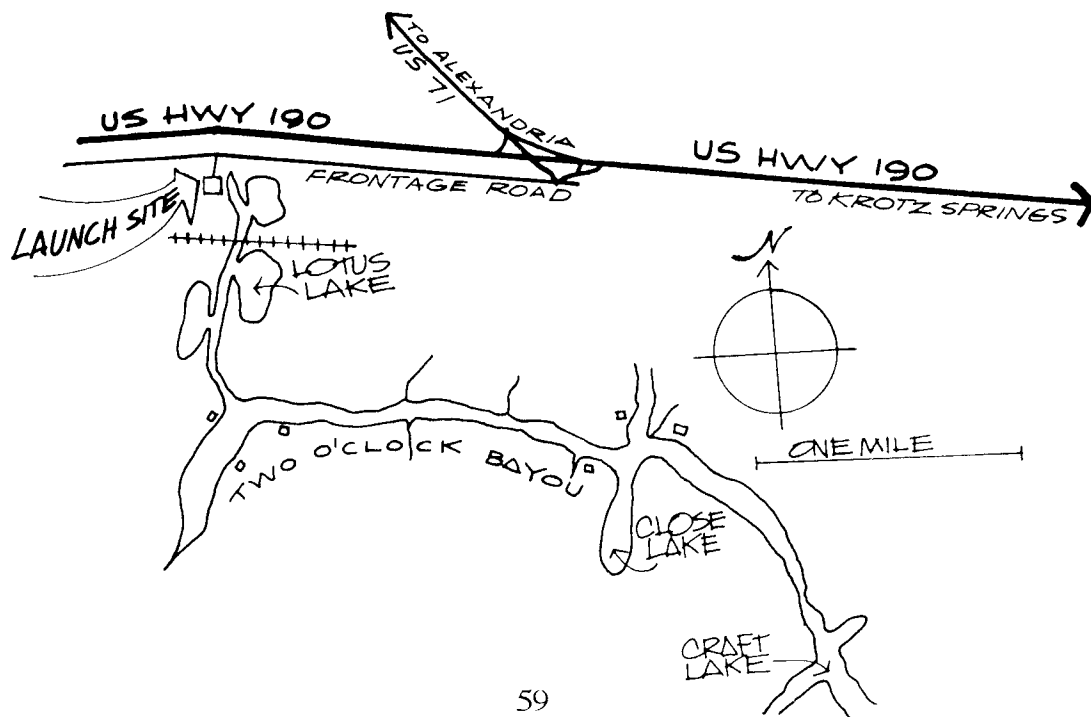 TO ALEXANDRIA
US 71
US HWY 190
US HWY 190
FRONTAGE ROAD
TO KROTZ SPRINGS
LAUNCH SITE
LOTUS
LAKE
N
ONE MILE
TWO O'CLOCK BAYOU
CLOSE
LAKE
CRAFT
LAKE
59